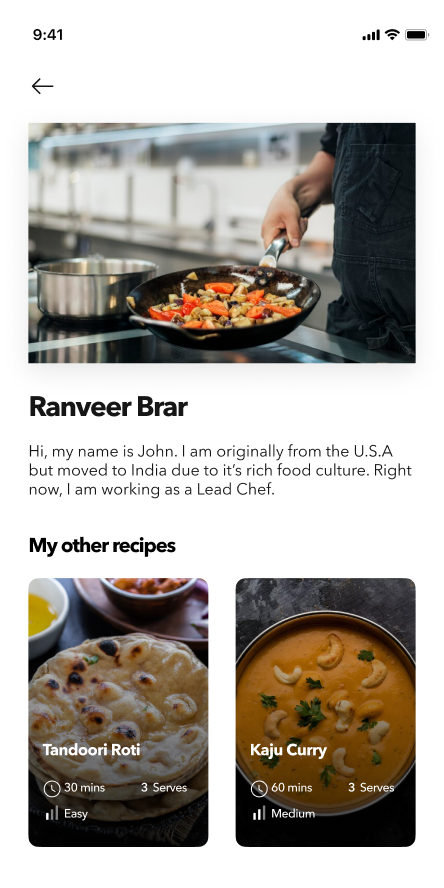 9:41
Ranveer Brar
Hi, my name is John. I am originally from the U.S.A
but moved to India due to it's rich food culture. Right
now, I am working as a Lead Chef.
My other recipes
Tandoori Roti
30 mins 3 Serves
Easy
Kaju Curry
60 mins 3 Serves
Medium